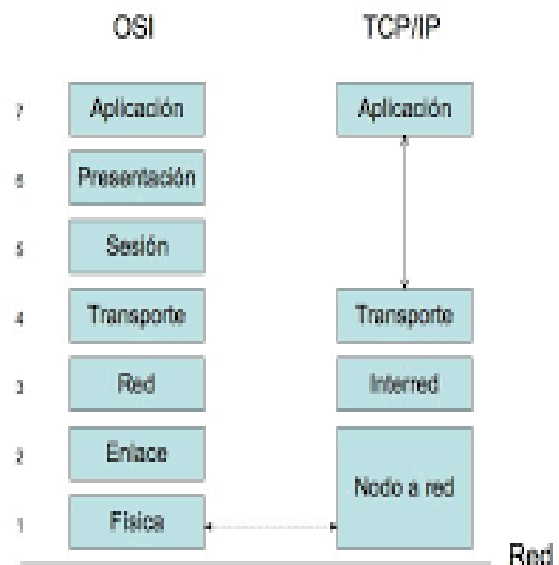 OSI TCP/IP
7 Aplicación Aplicación
6 Presentación
5 Sesión
4 Transporte Transporte
3 Red Interred
2 Enlace
Nodo a red
1 Física
Red